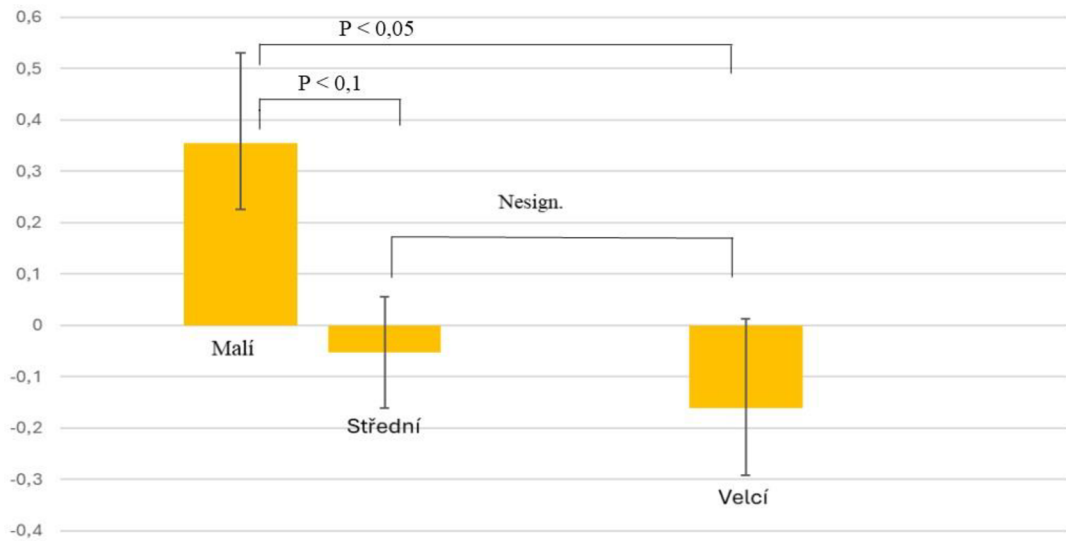 0,6
P < 0,05
0,5
P < 0,1
0,4
0,3
Nesign.
0,2
0,1
0
Malí
-0,1
Střední
-0,2
-0,3
Velcí
-0,4